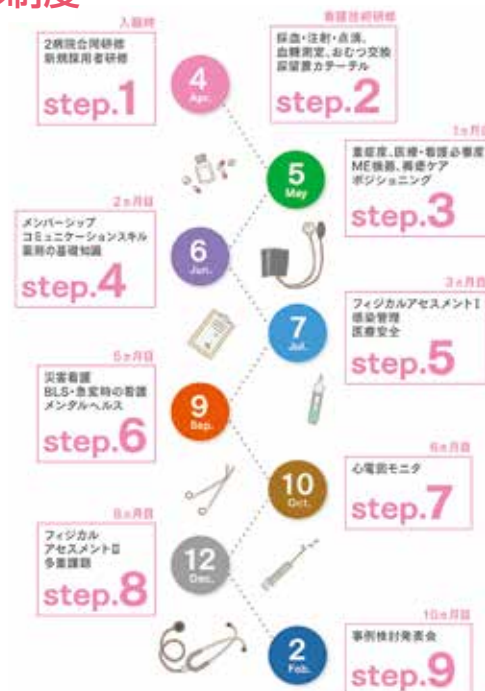 制度
入職時
2病院合同研修
新規採用者研修
step.1
4
Apr.
看護技術研修
採血・注射・点滴、
血糖測定、おむつ交換
尿留置カテーテル
step.2
1ヵ月目
重症度、医療・看護必要度
ME機器、褥瘡ケア
ポジショニング
step.3
5
May
2ヵ月目
メンバーシップ
コミュニケーションスキル
薬剤の基礎知識
step.4
6
Jun.
3ヵ月目
フィジカルアセスメントⅠ
感染管理
医療安全
step.5
7
Jul.
5ヵ月目
災害看護
BLS・急変時の看護
メンタルヘルス
step.6
9
Sep.
6ヵ月目
心電図モニタ
step.7
10
Oct.
8ヵ月目
フィジカル
アセスメントⅡ
多重課題
step.8
12
Dec.
10ヵ月目
事例検討発表会
step.9
2
Feb.